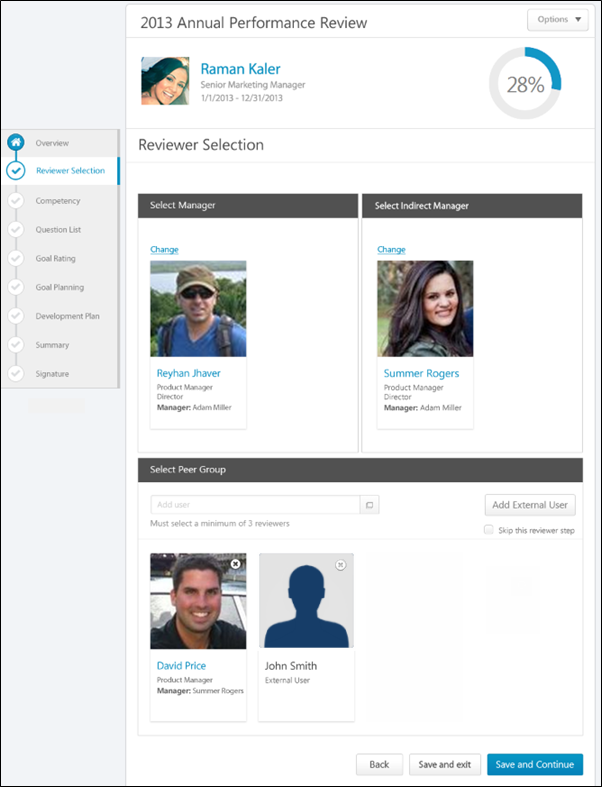 2013 Annual Performance Review
Options
Raman Kaler
Senior Marketing Manager
1/1/2013 - 12/31/2013
28%
Overview
Reviewer Selection
Competency
Question List
Goal Rating
Goal Planning
Development Plan
Summary
Signature
Reviewer Selection
Select Manager
Change
Reyhan Jhaver
Product Manager
Director
Manager: Adam Miller
Select Indirect Manager
Change
Summer Rogers
Product Manager
Director
Manager: Adam Miller
Select Peer Group
Add user
Add External User
Must select a minimum of 3 reviewers
Skip this reviewer step
David Price
Product Manager
Manager: Summer Rogers
John Smith
External User
Back
Save and exit
Save and Continue